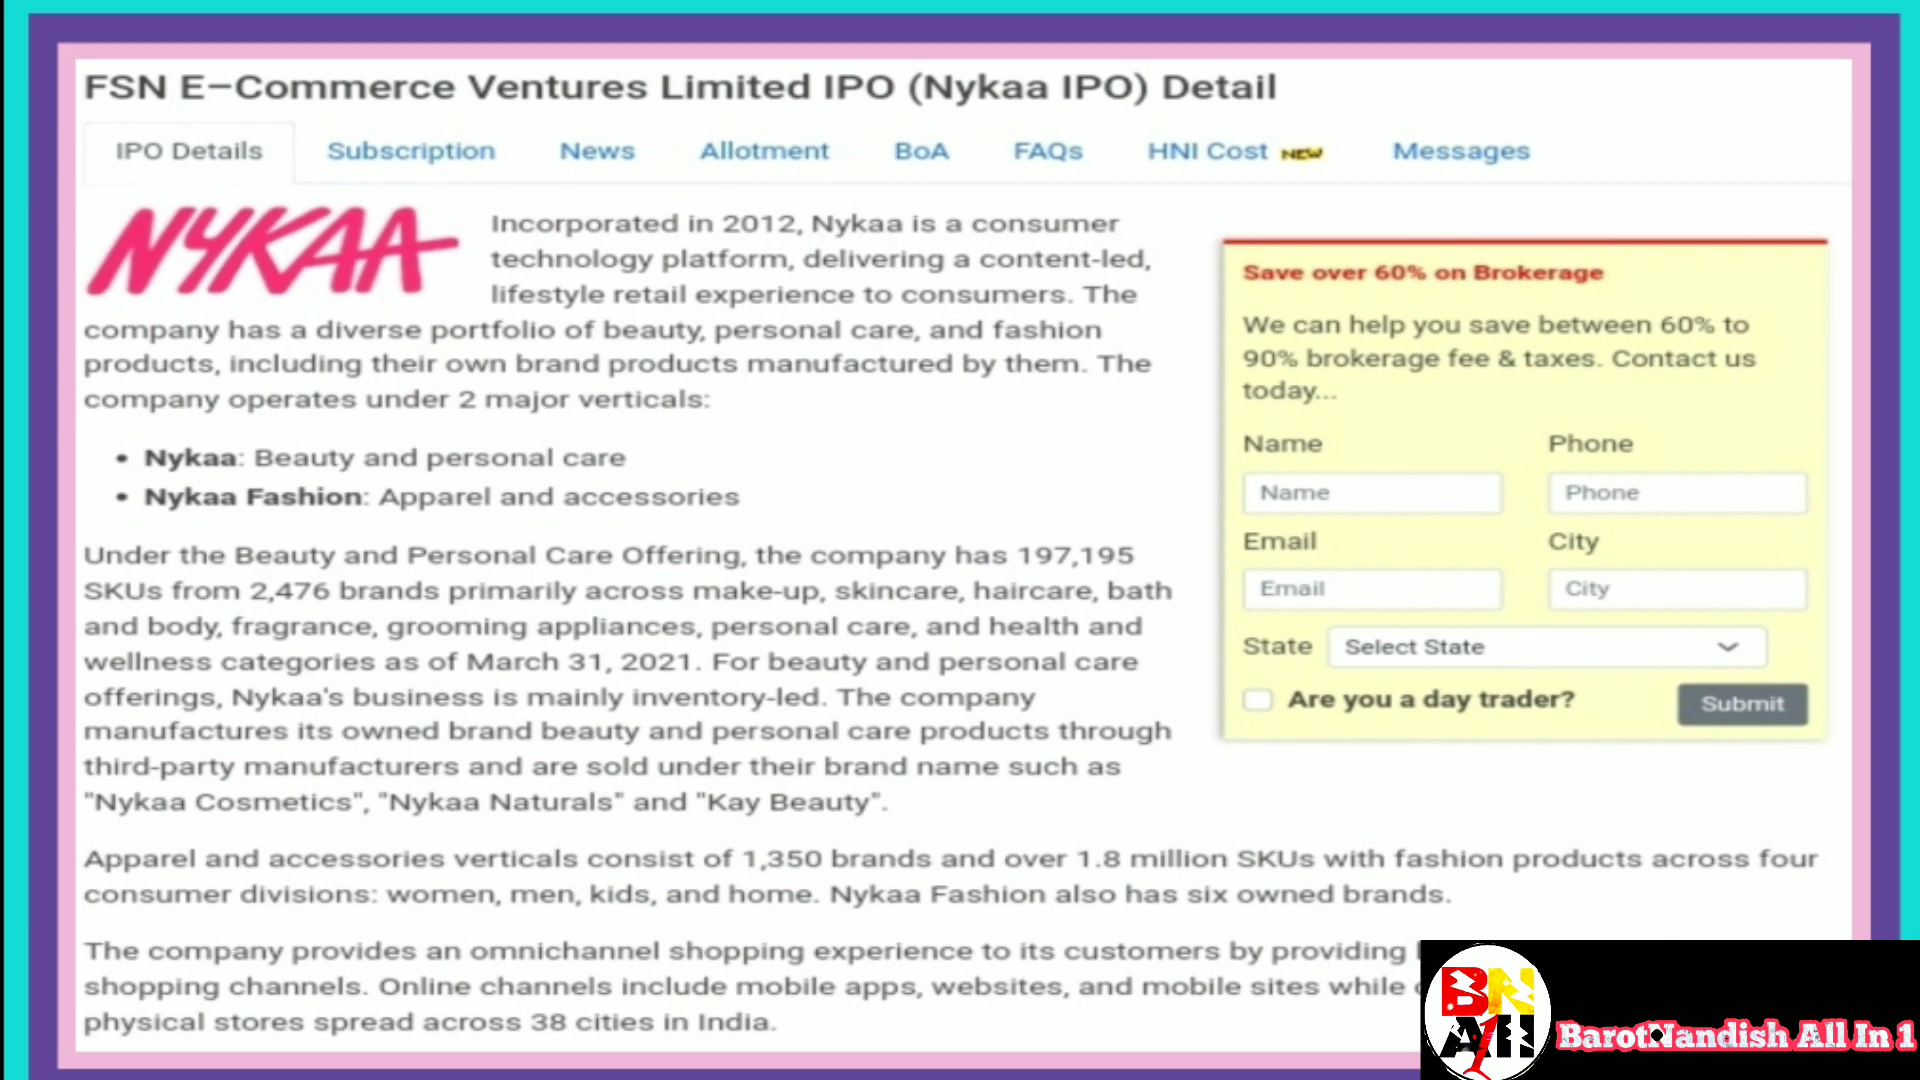 FSN E-Commerce Ventures Limited IPO (Nykaa IPO) Detail
IPO Details Subscription News Allotment BoA FAQs HNI Cost NEW Messages
NYKAA
Incorporated in 2012, Nykaa is a consumer
technology platform, delivering a content-led,
lifestyle retail experience to consumers. The
company has a diverse portfolio of beauty, personal care, and fashion
products, including their own brand products manufactured by them. The
company operates under 2 major verticals:
• Nykaa: Beauty and personal care
• Nykaa Fashion: Apparel and accessories
Under the Beauty and Personal Care Offering, the company has 197,195
SKUs from 2,476 brands primarily across make-up, skincare, haircare, bath
and body, fragrance, grooming appliances, personal care, and health and
wellness categories as of March 31, 2021. For beauty and personal care
offerings, Nykaa's business is mainly inventory-led. The company
manufactures its owned brand beauty and personal care products through
third-party manufacturers and are sold under their brand name such as
"Nykaa Cosmetics", "Nykaa Naturals" and "Kay Beauty".
Save over 60% on Brokerage
We can help you save between 60% to
90% brokerage fee & taxes. Contact us
today...
Name Phone
Name Phone
Email City
Email City
State Select State
Are you a day trader? Submit
Apparel and accessories verticals consist of 1,350 brands and over 1.8 million SKUs with fashion products across four
consumer divisions: women, men, kids, and home. Nykaa Fashion also has six owned brands.
The company provides an omnichannel shopping experience to its customers by providing
shopping channels. Online channels include mobile apps, websites, and mobile sites while
physical stores spread across 38 cities in India.
BN
A1H
BarotNandish All In 1